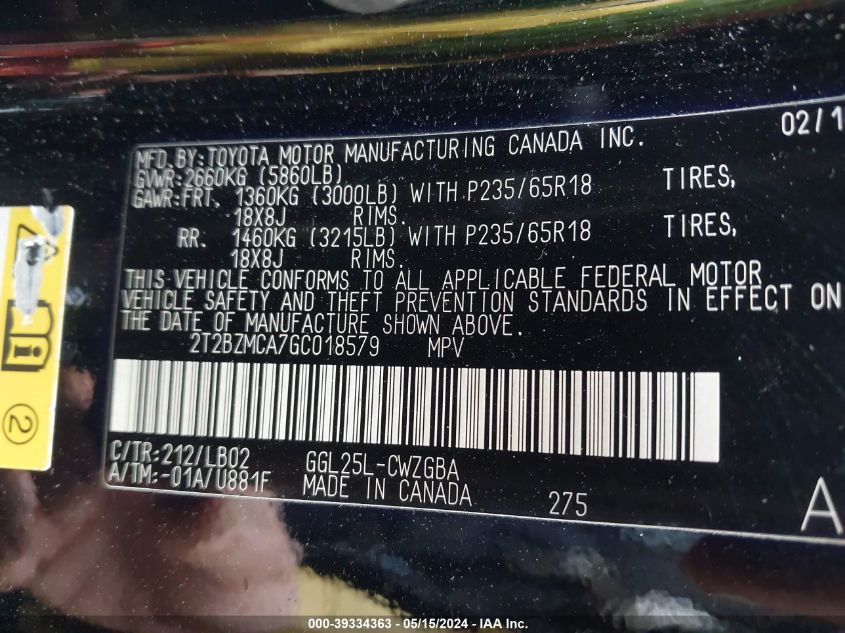 MFD. BY: TOYOTA MOTOR MANUFACTURING CANADA INC. 02/1
GVWR: 2660KG (5860LB)
GAWR: FRT. 1360KG (3000LB) WITH P235/65R18 TIRES,
18X8J RIMS.
RR. 1460KG (3215LB) WITH P235/65R18 TIRES,
18X8J RIMS.
THIS VEHICLE CONFORMS TO ALL APPLICABLE FEDERAL MOTOR
VEHICLE SAFETY AND THEFT PREVENTION STANDARDS IN EFFECT ON
THE DATE OF MANUFACTURE SHOWN ABOVE.
2T2BZMCA7GC018579 MPV
C/TR: 212/LB02 GGL25L-CWZGBA
A/TM: -01A/U881F MADE IN CANADA 275
A
2
000-39334363 - 05/15/2024 - IAA Inc.